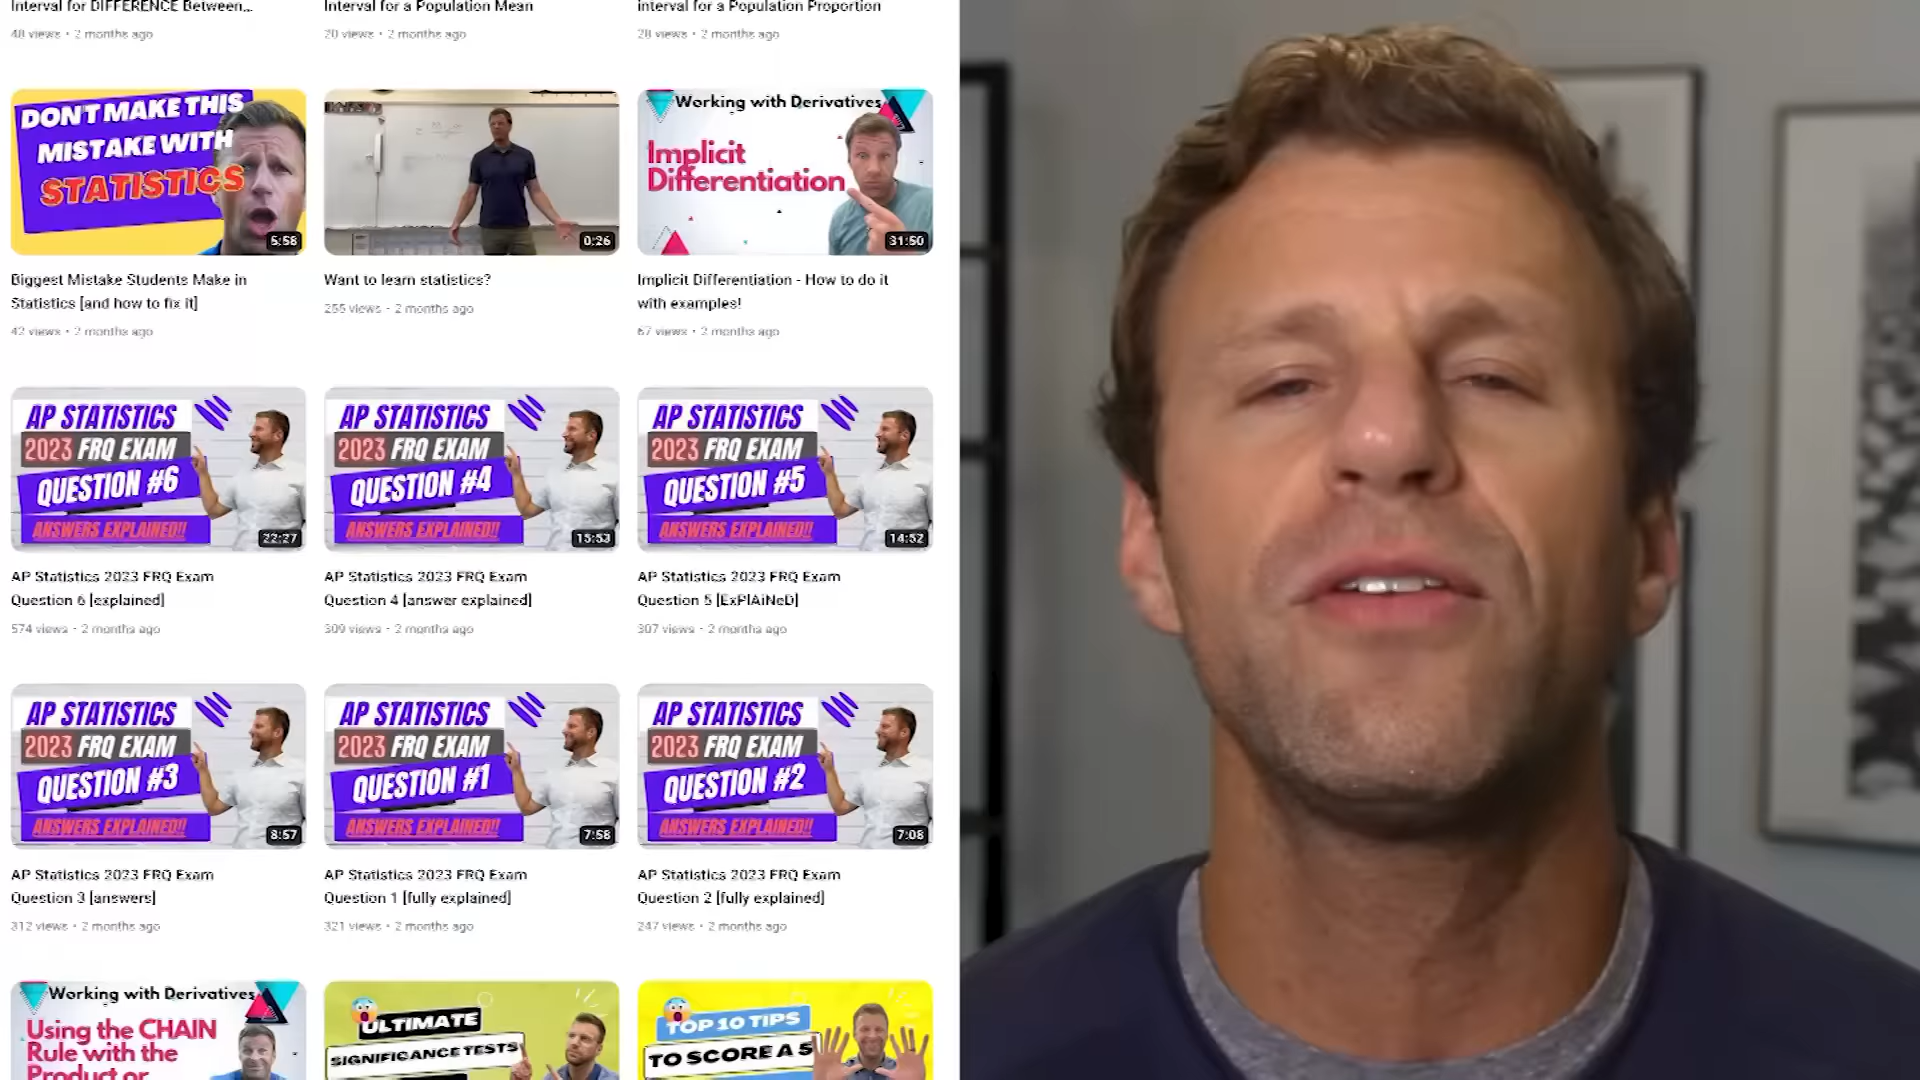 Interval for DIFFERENCE Between...
Interval for a Population Mean
interval for a Population Proportion
48 views • 2 months ago
20 views • 2 months ago
28 views • 2 months ago
DON'T MAKE THIS
MISTAKE WITH
STATISTICS
5:58
0:26
Working with Derivatives
Implicit
Differentiation
31:50
Biggest Mistake Students Make in
Statistics [and how to fix it]
42 views • 2 months ago
Want to learn statistics?
255 views • 2 months ago
Implicit Differentiation - How to do it
with examples!
67 views • 2 months ago
AP STATISTICS
2023 FRQ EXAM
QUESTION #6
ANSWERS EXPLAINED!!
22:27
AP STATISTICS
2023 FRQ EXAM
QUESTION #4
ANSWERS EXPLAINED!!
15:53
AP STATISTICS
2023 FRQ EXAM
QUESTION #5
ANSWERS EXPLAINED!!
14:52
AP Statistics 2023 FRQ Exam
Question 6 [explained]
574 views • 2 months ago
AP Statistics 2023 FRQ Exam
Question 4 [answer explained]
309 views • 2 months ago
AP Statistics 2023 FRQ Exam
Question 5 [ExPlAiNeD]
307 views • 2 months ago
AP STATISTICS
2023 FRQ EXAM
QUESTION #3
ANSWERS EXPLAINED!!
8:57
AP STATISTICS
2023 FRQ EXAM
QUESTION #1
ANSWERS EXPLAINED!!
7:58
AP STATISTICS
2023 FRQ EXAM
QUESTION #2
ANSWERS EXPLAINED!!
7:08
AP Statistics 2023 FRQ Exam
Question 3 [answers]
312 views • 2 months ago
AP Statistics 2023 FRQ Exam
Question 1 [fully explained]
321 views • 2 months ago
AP Statistics 2023 FRQ Exam
Question 2 [fully explained]
247 views • 2 months ago
Working with Derivatives
Using the CHAIN
Rule with the
Product or
ULTIMATE
SIGNIFICANCE TESTS
TOP 10 TIPS
TO SCORE A 5